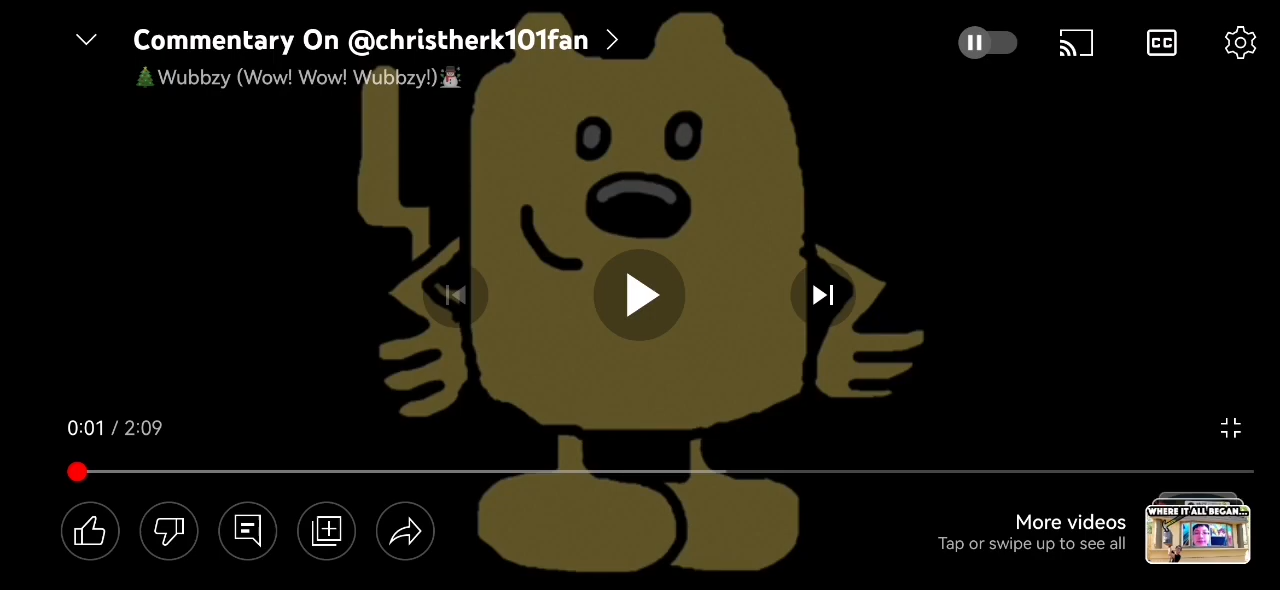 Commentary On @christherk101fan
🎄Wubbzy (Wow! Wow! Wubbzy!)☃️
CC
0:01 / 2:09
More videos
Tap or swipe up to see all
WHERE IT ALL BEGAN...